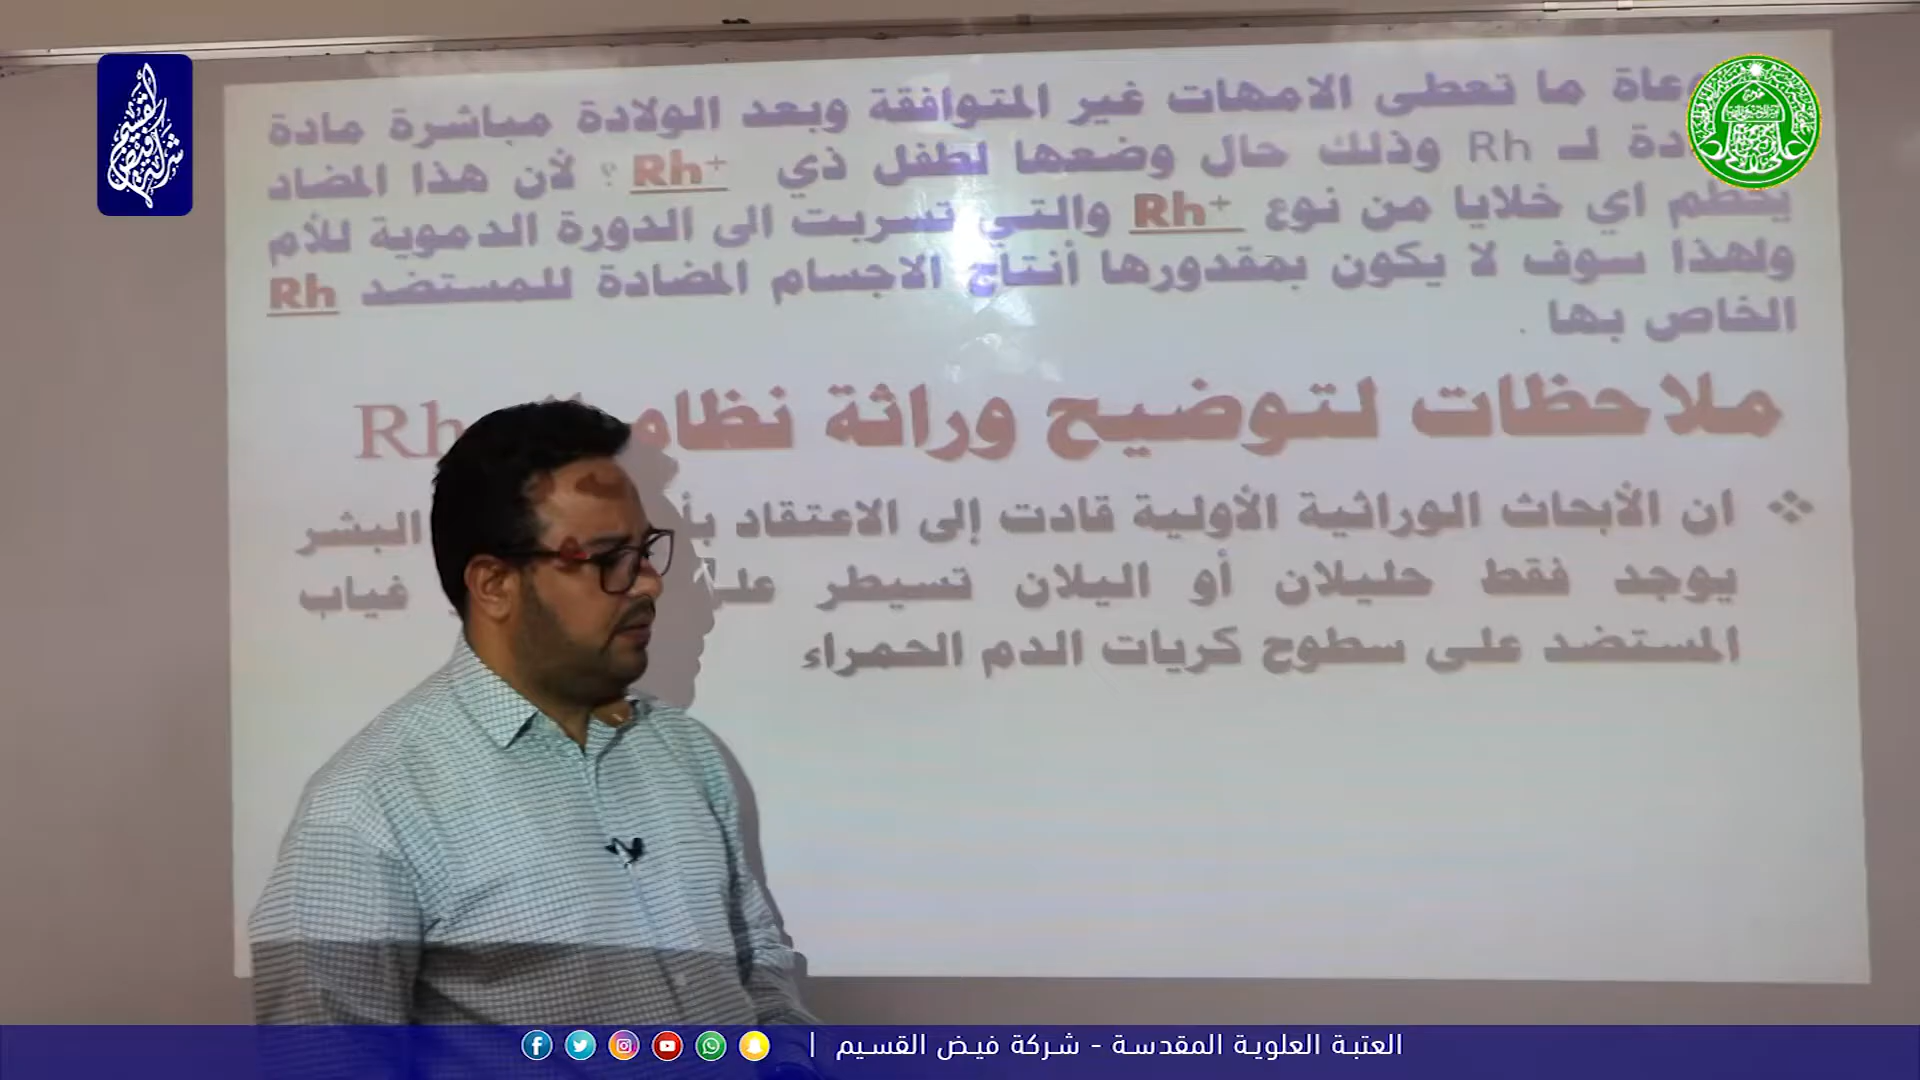 ما تعطى الامهات غير المتوافقة وبعد الولادة مباشرة مادة
لـ Rh وذلك حال وضعها لطفل ذي Rh⁺ ؟ لأن هذا المضاد
يحطم اي خلايا من نوع Rh⁺ والتي تسربت الى الدورة الدموية للأم
ولهذا سوف لا يكون بمقدورها أنتاج الاجسام المضادة للمستضد Rh
الخاص بها .
ملاحظات لتوضيح وراثة نظام Rh
❖ ان الأبحاث الوراثية الأولية قادت إلى الاعتقاد البشر
يوجد فقط حليلان أو اليلان تسيطر غياب
المستضد على سطوح كريات الدم الحمراء
العتبة العلوية المقدسة - شركة فيض القسيم |